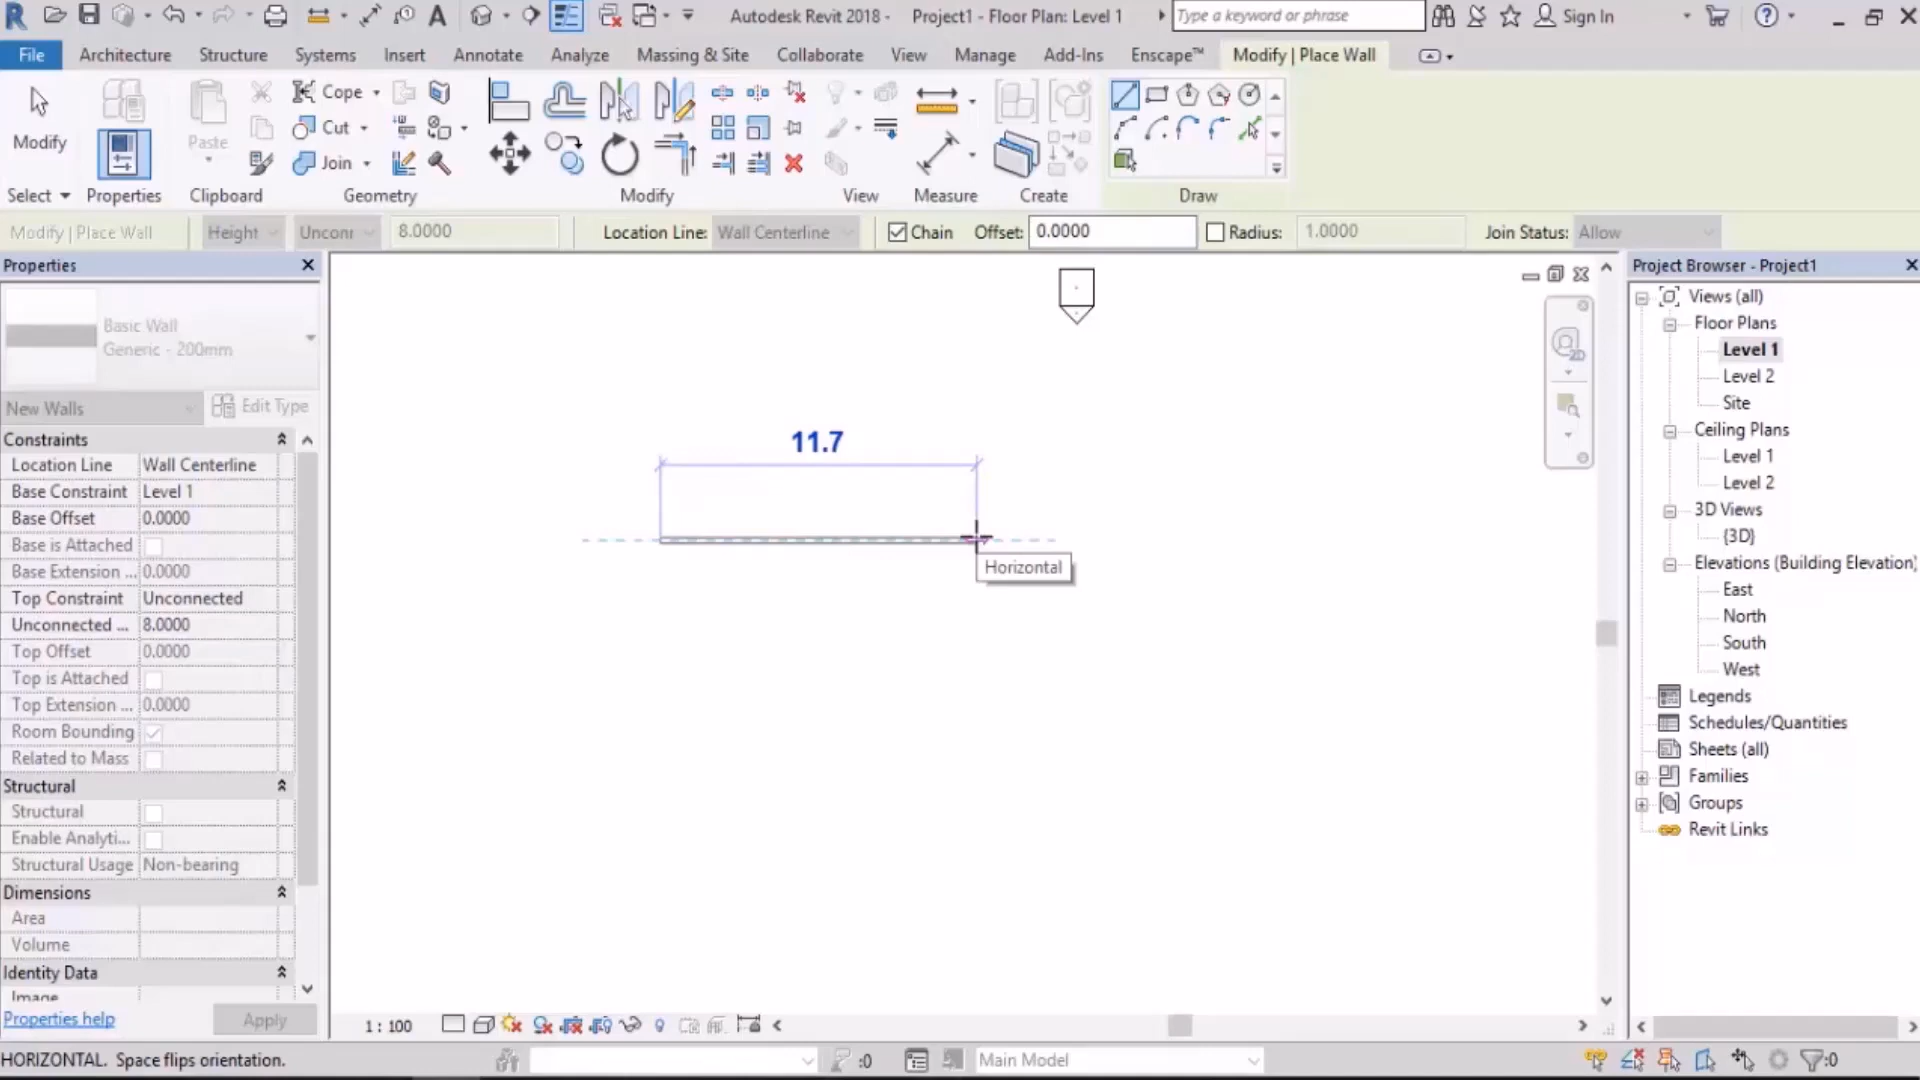 Autodesk Revit 2018 - Project1 - Floor Plan: Level 1
Type a keyword or phrase
Sign In
File Architecture Structure Systems Insert Annotate Analyze Massing & Site Collaborate View Manage Add-Ins Enscape™ Modify | Place Wall
Modify
Paste
Cope
Cut
Join
Select Properties Clipboard Geometry Modify View Measure Create Draw
Modify | Place Wall Height Unconr 8.0000 Location Line: Wall Centerline Chain Offset: 0.0000 Radius: 1.0000 Join Status: Allow
Properties
Basic Wall
Generic - 200mm
New Walls Edit Type
Constraints
Location Line Wall Centerline
Base Constraint Level 1
Base Offset 0.0000
Base is Attached
Base Extension ... 0.0000
Top Constraint Unconnected
Unconnected ... 8.0000
Top Offset 0.0000
Top is Attached
Top Extension ... 0.0000
Room Bounding
Related to Mass
Structural
Structural
Enable Analyti...
Structural Usage Non-bearing
Dimensions
Area
Volume
Identity Data
Image
Properties help Apply
11.7
Horizontal
2D
Project Browser - Project1
Views (all)
Floor Plans
Level 1
Level 2
Site
Ceiling Plans
Level 1
Level 2
3D Views
{3D}
Elevations (Building Elevation)
East
North
South
West
Legends
Schedules/Quantities
Sheets (all)
Families
Groups
Revit Links
1 : 100
HORIZONTAL. Space flips orientation.
:0
Main Model
:0